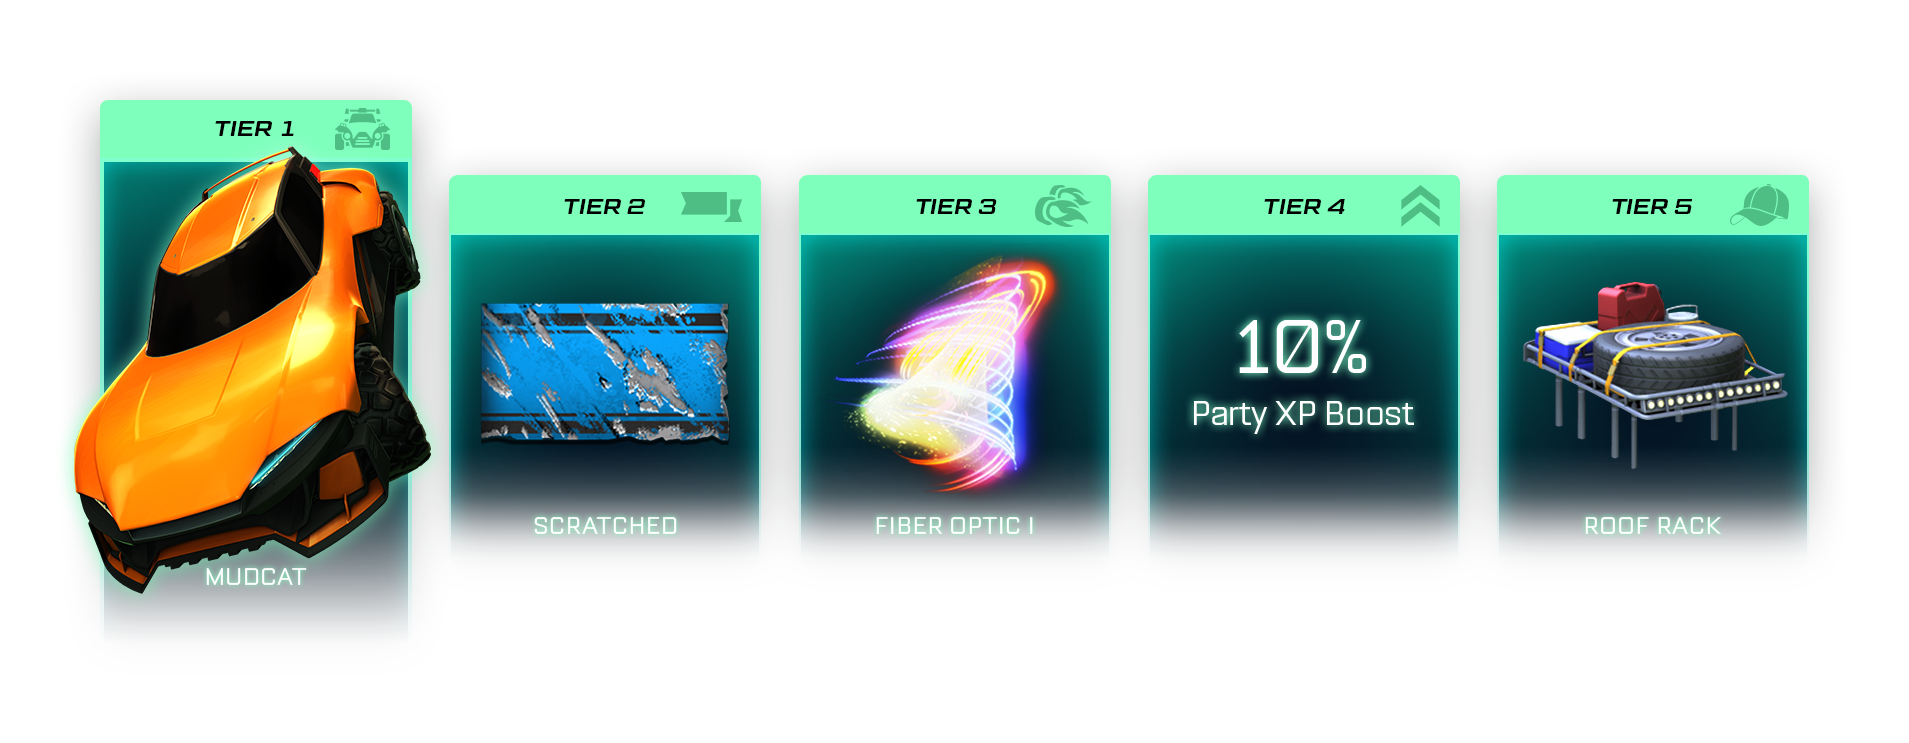 TIER 1
MUDCAT
TIER 2
SCRATCHED
TIER 3
FIBER OPTIC I
TIER 4
10%
Party XP Boost
TIER 5
ROOF RACK